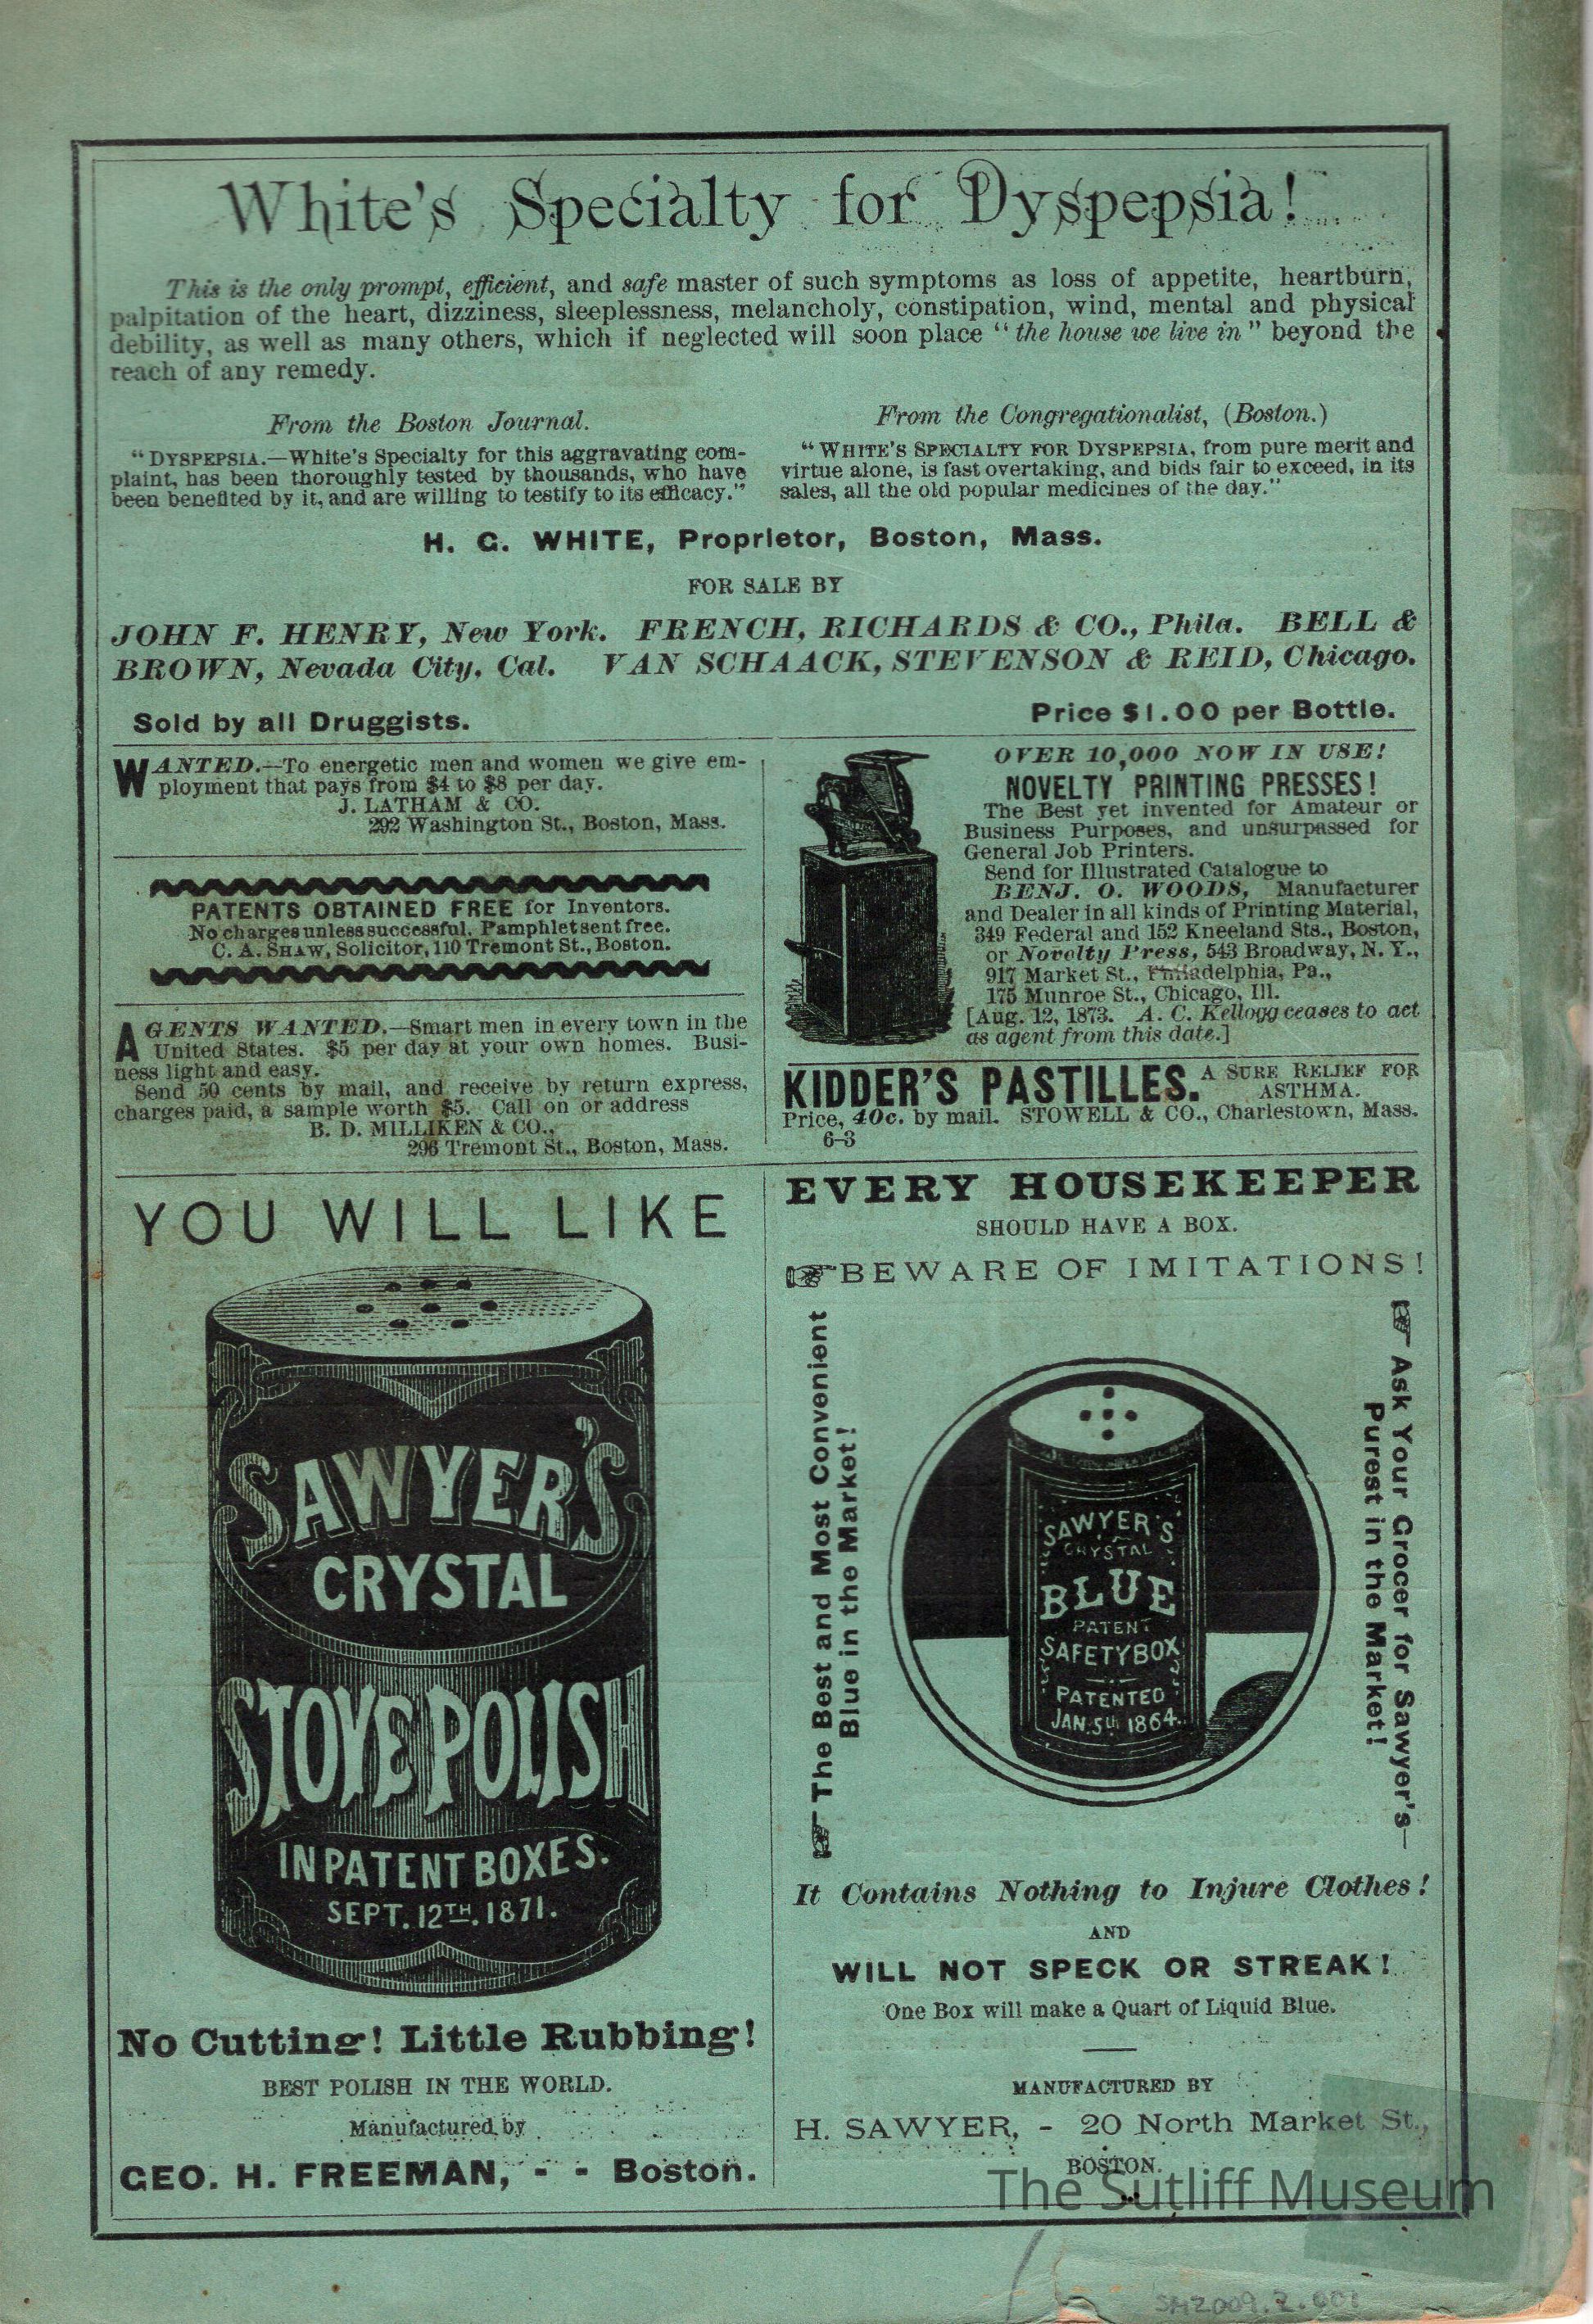 White's Specialty for Dyspepsia!
This is the only prompt, efficient, and safe master of such symptoms as loss of appetite, heartburn,
palpitation of the heart, dizziness, sleeplessness, melancholy, constipation, wind, mental and physical
debility, as well as many others, which if neglected will soon place "the house we live in" beyond the
reach of any remedy.
From the Boston Journal.
"DYSPEPSIA.—White's Specialty for this aggravating com-
plaint, has been thoroughly tested by thousands, who have
been benefited by it, and are willing to testify to its efficacy."
From the Congregationalist, (Boston.)
"WHITE'S SPECIALTY FOR DYSPEPSIA, from pure merit and
virtue alone, is fast overtaking, and bids fair to exceed, in its
sales, all the old popular medicines of the day."
H. G. WHITE, Proprietor, Boston, Mass.
FOR SALE BY
JOHN F. HENRY, New York. FRENCH, RICHARDS & CO., Phila. BELL &
BROWN, Nevada City, Cal. VAN SCHAACK, STEVENSON & REID, Chicago.
Sold by all Druggists.
Price $1.00 per Bottle.
WANTED.—To energetic men and women we give em-
ployment that pays from $4 to $8 per day.
J. LATHAM & CO.
292 Washington St., Boston, Mass.
PATENTS OBTAINED FREE for Inventors.
No charges unless successful. Pamphlet sent free.
C. A. SHAW, Solicitor, 110 Tremont St., Boston.
AGENTS WANTED.—Smart men in every town in the
United States. $5 per day at your own homes. Busi-
ness light and easy.
Send 50 cents by mail, and receive by return express,
charges paid, a sample worth $5. Call on or address
B. D. MILLIKEN & CO.,
296 Tremont St., Boston, Mass.
OVER 10,000 NOW IN USE!
NOVELTY PRINTING PRESSES!
The Best yet invented for Amateur or
Business Purposes, and unsurpassed for
General Job Printers.
Send for Illustrated Catalogue to
BENJ. O. WOODS, Manufacturer
and Dealer in all kinds of Printing Material,
349 Federal and 152 Kneeland Sts., Boston,
or Novelty Press, 543 Broadway, N. Y.,
917 Market St., Philadelphia, Pa.,
175 Munroe St., Chicago, Ill.
[Aug. 12, 1873. A. C. Kellogg ceases to act
as agent from this date.]
KIDDER'S PASTILLES. A SURE RELIEF FOR
ASTHMA.
Price, 40c. by mail. STOWELL & CO., Charlestown, Mass.
6-3
YOU WILL LIKE
SAWYER'S
CRYSTAL
STOVE POLISH
IN PATENT BOXES.
SEPT. 12TH. 1871.
No Cutting! Little Rubbing!
BEST POLISH IN THE WORLD.
Manufactured by
GEO. H. FREEMAN, - - Boston.
EVERY HOUSEKEEPER
SHOULD HAVE A BOX.
☞BEWARE OF IMITATIONS!
☞ The Best and Most Convenient
Blue in the Market!
SAWYER'S
CRYSTAL
BLUE
PATENT
SAFETY BOX
PATENTED
JAN. 5th 1864.
☞ Ask Your Grocer for Sawyer's—
Purest in the Market!
It Contains Nothing to Injure Clothes!
AND
WILL NOT SPECK OR STREAK!
One Box will make a Quart of Liquid Blue.
MANUFACTURED BY
H. SAWYER, - 20 North Market St.,
BOSTON.
The Sutliff Museum
SM2009.2.001